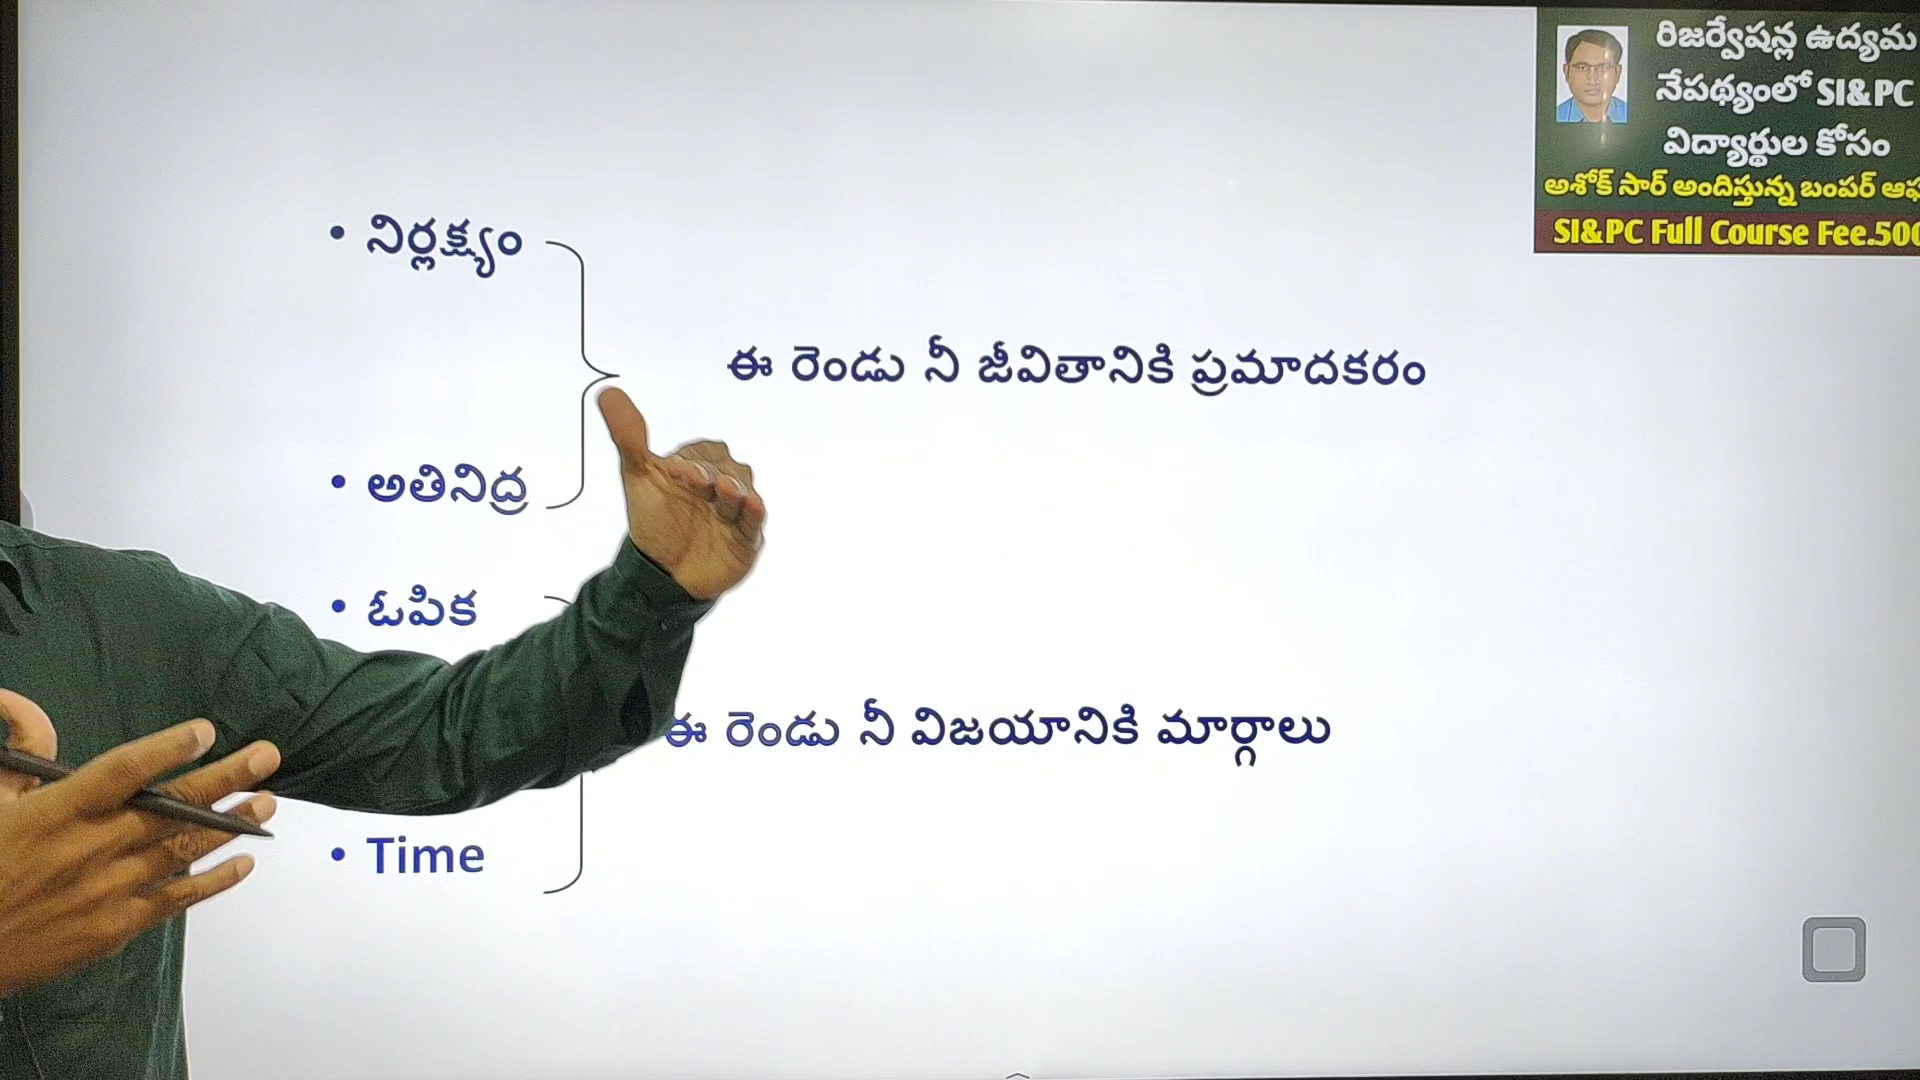 రిజర్వేషన్ల ఉద్యమ
నేపథ్యంలో SI&PC
విద్యార్థుల కోసం
అశోక్ సార్ అందిస్తున్న బంపర్
SI&PC Full Course Fee.500
• నిర్లక్ష్యం
ఈ రెండు నీ జీవితానికి ప్రమాదకరం
• అతినిద్ర
• ఓపిక
ఈ రెండు నీ విజయానికి మార్గాలు
• Time